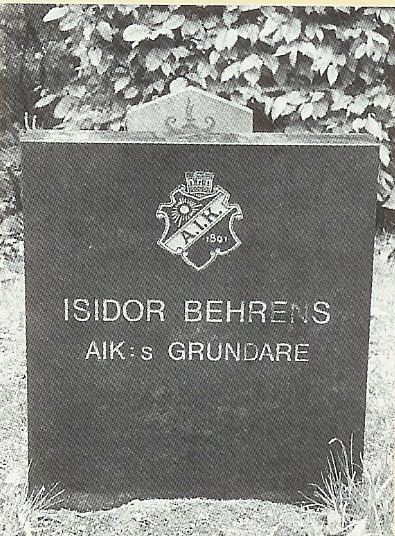 A.I.K.
1891
ISIDOR BEHRENS
AIK:s GRUNDARE